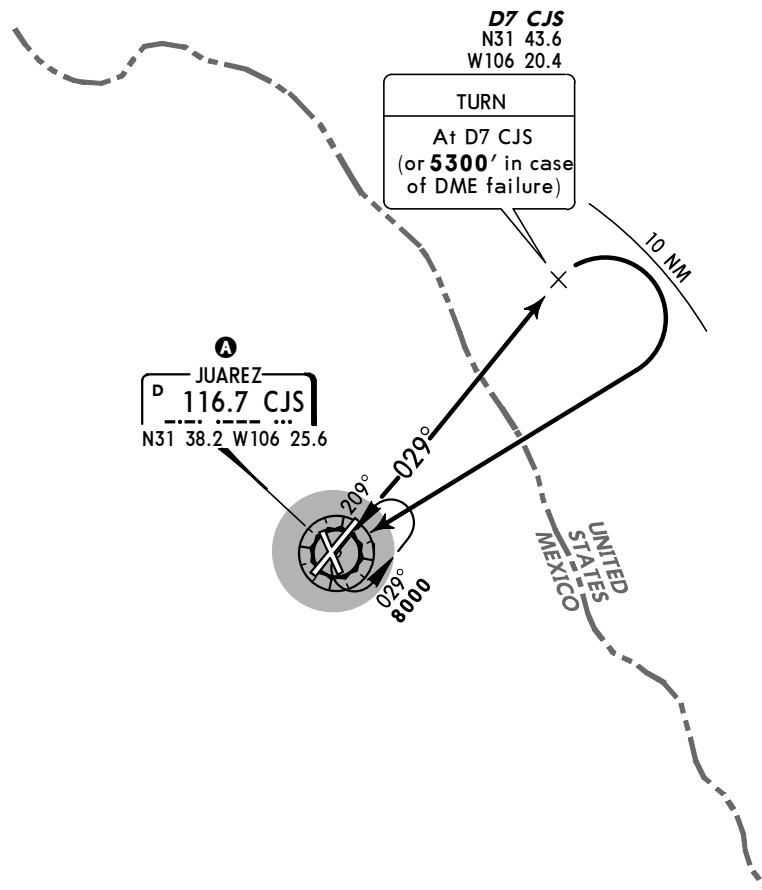 D7 CJS
N31 43.6
W106 20.4
TURN
At D7 CJS
(or 5300' in case
of DME failure)
10 NM
A
JUAREZ
D 116.7 CJS
N31 38.2 W106 25.6
029°
209°
029°
8000
UNITED
STATES
MEXICO